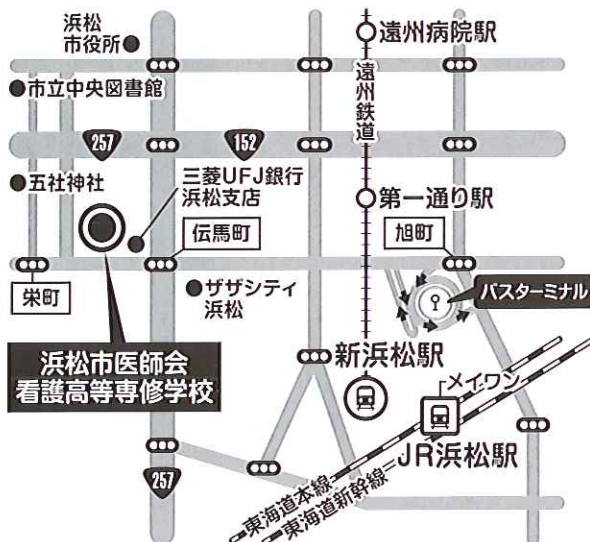 浜松
市役所
遠州病院駅
遠州鉄道
市立中央図書館
257
152
五社神社
三菱UFJ銀行
浜松支店
第一通り駅
伝馬町
旭町
栄町
ザザシティ
浜松
バスターミナル
浜松市医師会
看護高等専修学校
新浜松駅
メイワン
JR浜松駅
257
東海道本線
東海道新幹線